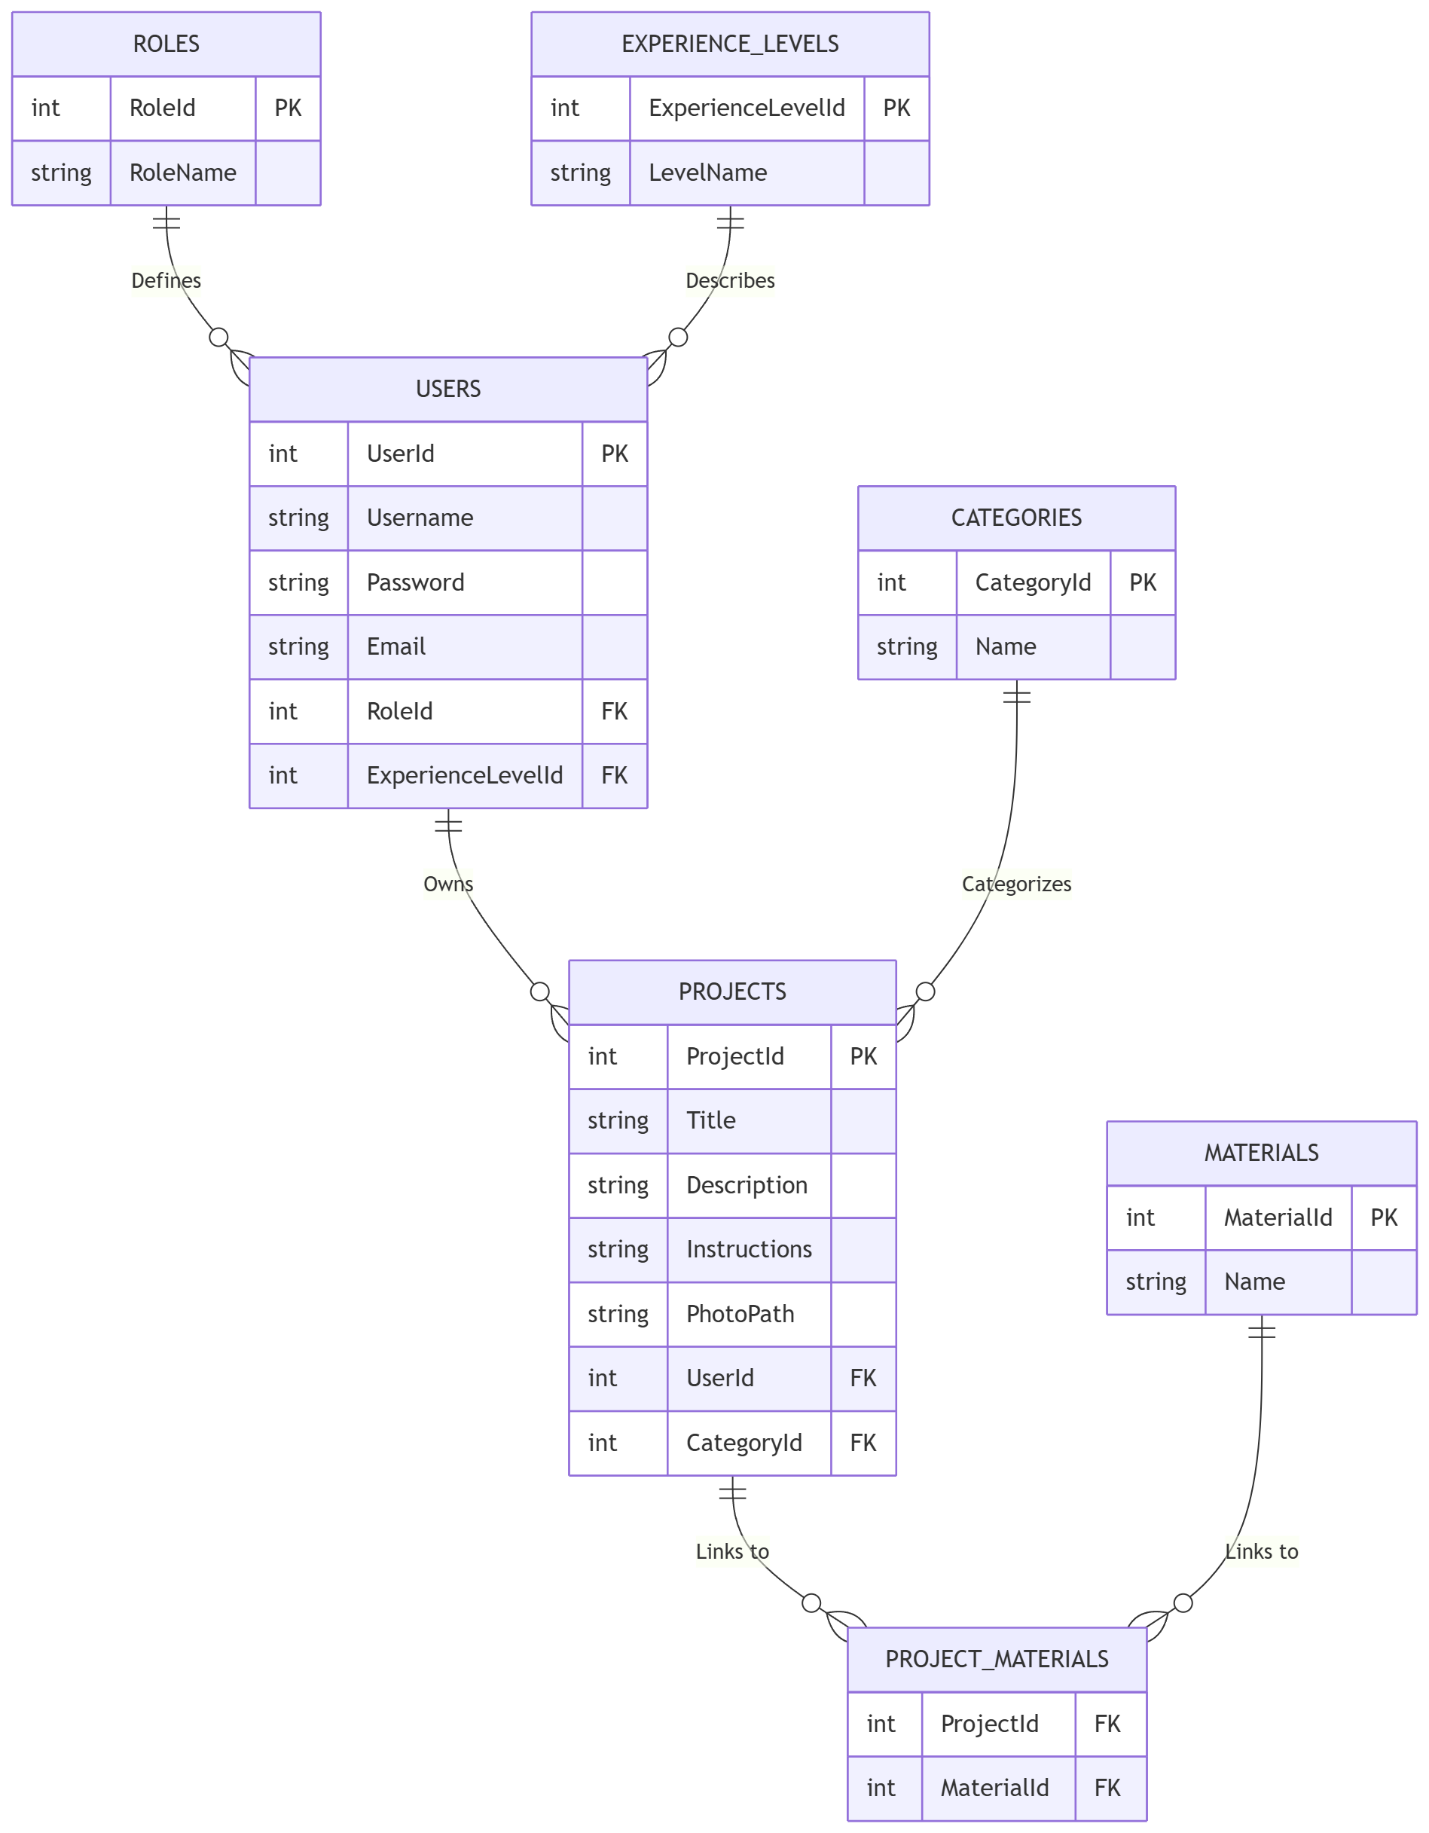 ROLES
int RoleId PK
string RoleName
EXPERIENCE_LEVELS
int ExperienceLevelId PK
string LevelName
Defines
Describes
USERS
int UserId PK
string Username
string Password
string Email
int RoleId FK
int ExperienceLevelId FK
CATEGORIES
int CategoryId PK
string Name
Owns
Categorizes
PROJECTS
int ProjectId PK
string Title
string Description
string Instructions
string PhotoPath
int UserId FK
int CategoryId FK
MATERIALS
int MaterialId PK
string Name
Links to
Links to
PROJECT_MATERIALS
int ProjectId FK
int MaterialId FK